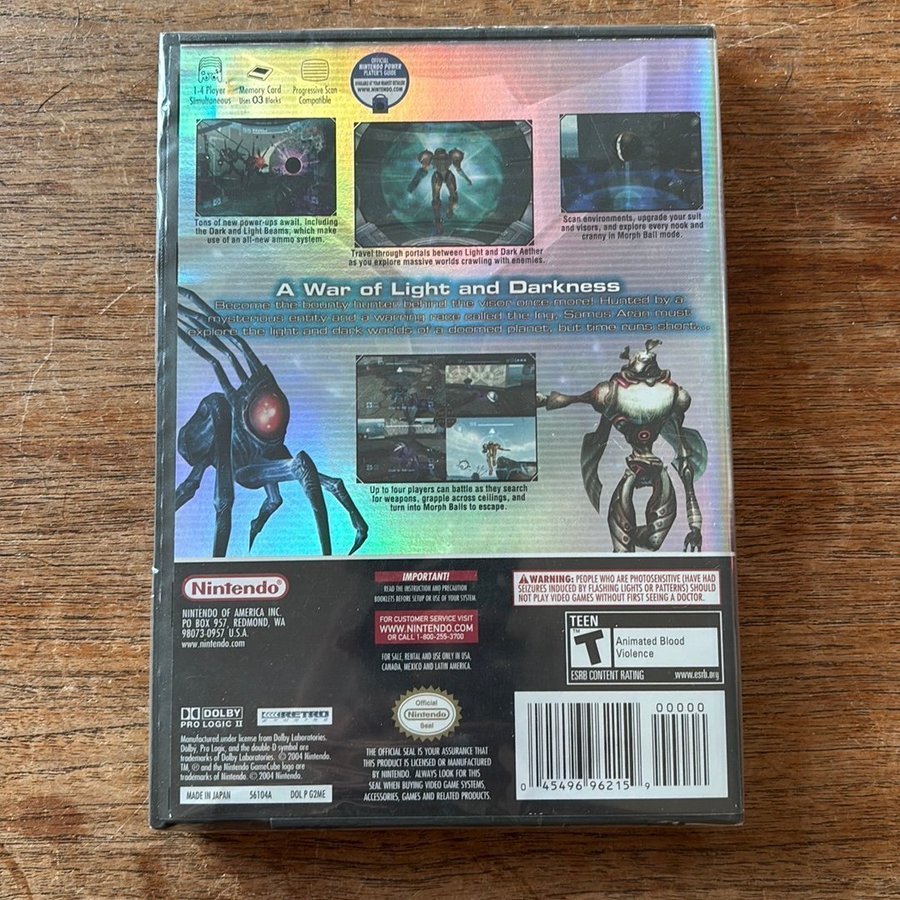 1-4 Player
Simultaneous
Memory Card
Uses 03 Blocks
Progressive Scan
Compatible
OFFICIAL
NINTENDO POWER
PLAYER'S GUIDE
AVAILABLE AT YOUR NEAREST RETAILER!
WWW.NINTENDO.COM
Tons of new power-ups await, including
the Dark and Light Beams, which make
use of an all-new ammo system.
Travel through portals between Light and Dark Aether
as you explore massive worlds crawling with enemies.
Scan environments, upgrade your suit
and visors, and explore every nook and
cranny in Morph Ball mode.
A War of Light and Darkness
Become the bounty hunter behind the visor once more! Hunted by a
mysterious entity and a warring race called the Ing, Samus Aran must
explore the light and dark worlds of a doomed planet, but time runs short...
Up to four players can battle as they search
for weapons, grapple across ceilings, and
turn into Morph Balls to escape.
Nintendo
NINTENDO OF AMERICA INC.
PO BOX 957, REDMOND, WA
98073-0957 U.S.A.
www.nintendo.com
IMPORTANT!
READ THE INSTRUCTION AND PRECAUTION
BOOKLETS BEFORE SETUP OR USE OF YOUR SYSTEM.
FOR CUSTOMER SERVICE VISIT
WWW.NINTENDO.COM
OR CALL 1-800-255-3700
FOR SALE, RENTAL AND USE ONLY IN USA,
CANADA, MEXICO AND LATIN AMERICA.
WARNING: PEOPLE WHO ARE PHOTOSENSITIVE (HAVE HAD
SEIZURES INDUCED BY FLASHING LIGHTS OR PATTERNS) SHOULD
NOT PLAY VIDEO GAMES WITHOUT FIRST SEEING A DOCTOR.
TEEN
T
TM
Animated Blood
Violence
ESRB CONTENT RATING www.esrb.org
DOLBY
PRO LOGIC II
RETRO
STUDIOS
Manufactured under license from Dolby Laboratories.
Dolby, Pro Logic, and the double-D symbol are
trademarks of Dolby Laboratories. © 2004 Nintendo.
TM, ® and the Nintendo GameCube logo are
trademarks of Nintendo. © 2004 Nintendo.
MADE IN JAPAN 56104A DOL P G2ME
Official
Nintendo
Seal
THE OFFICIAL SEAL IS YOUR ASSURANCE THAT
THIS PRODUCT IS LICENSED OR MANUFACTURED
BY NINTENDO. ALWAYS LOOK FOR THIS
SEAL WHEN BUYING VIDEO GAME SYSTEMS,
ACCESSORIES, GAMES AND RELATED PRODUCTS.
00000
0 45496 96215 9